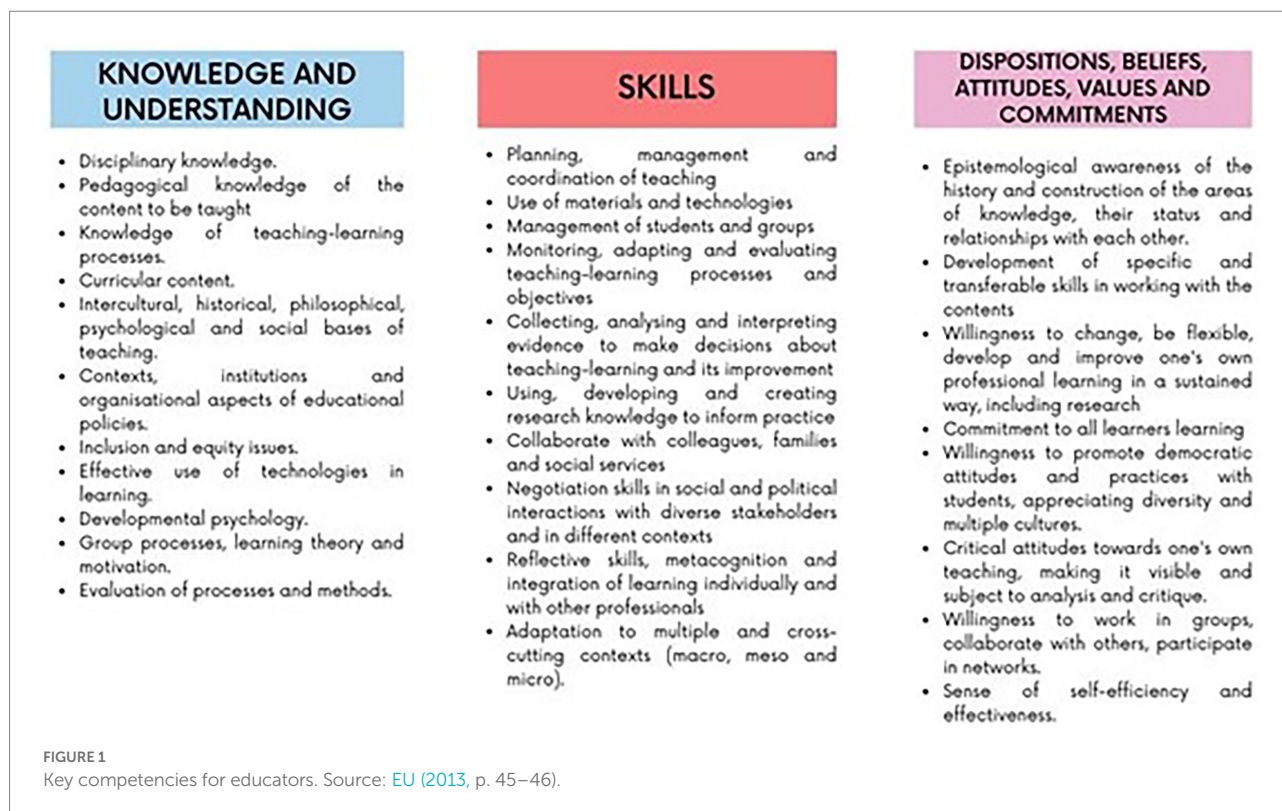 KNOWLEDGE AND
UNDERSTANDING
• Disciplinary knowledge.
• Pedagogical knowledge of the
content to be taught
• Knowledge of teaching-learning
processes.
• Curricular content.
• Intercultural, historical, philosophical,
psychological and social bases of
teaching.
• Contexts, institutions and
organisational aspects of educational
policies.
• Inclusion and equity issues.
• Effective use of technologies in
learning.
• Developmental psychology.
• Group processes, learning theory and
motivation.
• Evaluation of processes and methods.
SKILLS
• Planning, management and
coordination of teaching
• Use of materials and technologies
• Management of students and groups
• Monitoring, adapting and evaluating
teaching-learning processes and
objectives
• Collecting, analysing and interpreting
evidence to make decisions about
teaching-learning and its improvement
• Using, developing and creating
research knowledge to inform practice
• Collaborate with colleagues, families
and social services
• Negotiation skills in social and political
interactions with diverse stakeholders
and in different contexts
• Reflective skills, metacognition and
integration of learning individually and
with other professionals
• Adaptation to multiple and cross-
cutting contexts (macro, meso and
micro).
DISPOSITIONS, BELIEFS,
ATTITUDES, VALUES AND
COMMITMENTS
• Epistemological awareness of the
history and construction of the areas
of knowledge, their status and
relationships with each other.
• Development of specific and
transferable skills in working with the
contents
• Willingness to change, be flexible,
develop and improve one's own
professional learning in a sustained
way, including research
• Commitment to all learners learning
• Willingness to promote democratic
attitudes and practices with
students, appreciating diversity and
multiple cultures.
• Critical attitudes towards one's own
teaching, making it visible and
subject to analysis and critique.
• Willingness to work in groups,
collaborate with others, participate
in networks.
• Sense of self-efficiency and
effectiveness.
FIGURE 1
Key competencies for educators. Source: EU (2013, p. 45–46).